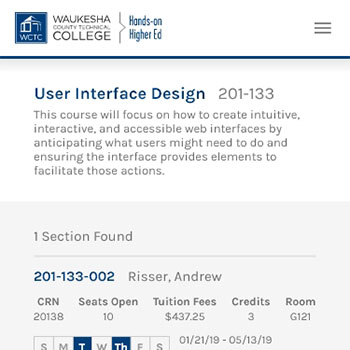 WAUKESHA
COUNTY TECHNICAL
COLLEGE
WCTC
Hands-on
Higher Ed
User Interface Design 201-133
This course will focus on how to create intuitive,
interactive, and accessible web interfaces by
anticipating what users might need to do and
ensuring the interface provides elements to
facilitate those actions.
1 Section Found
201-133-002 Risser, Andrew
CRN Seats Open Tuition Fees Credits Room
20138 10 $437.25 3 G121
S M T W Th F S
01/21/19 - 05/13/19